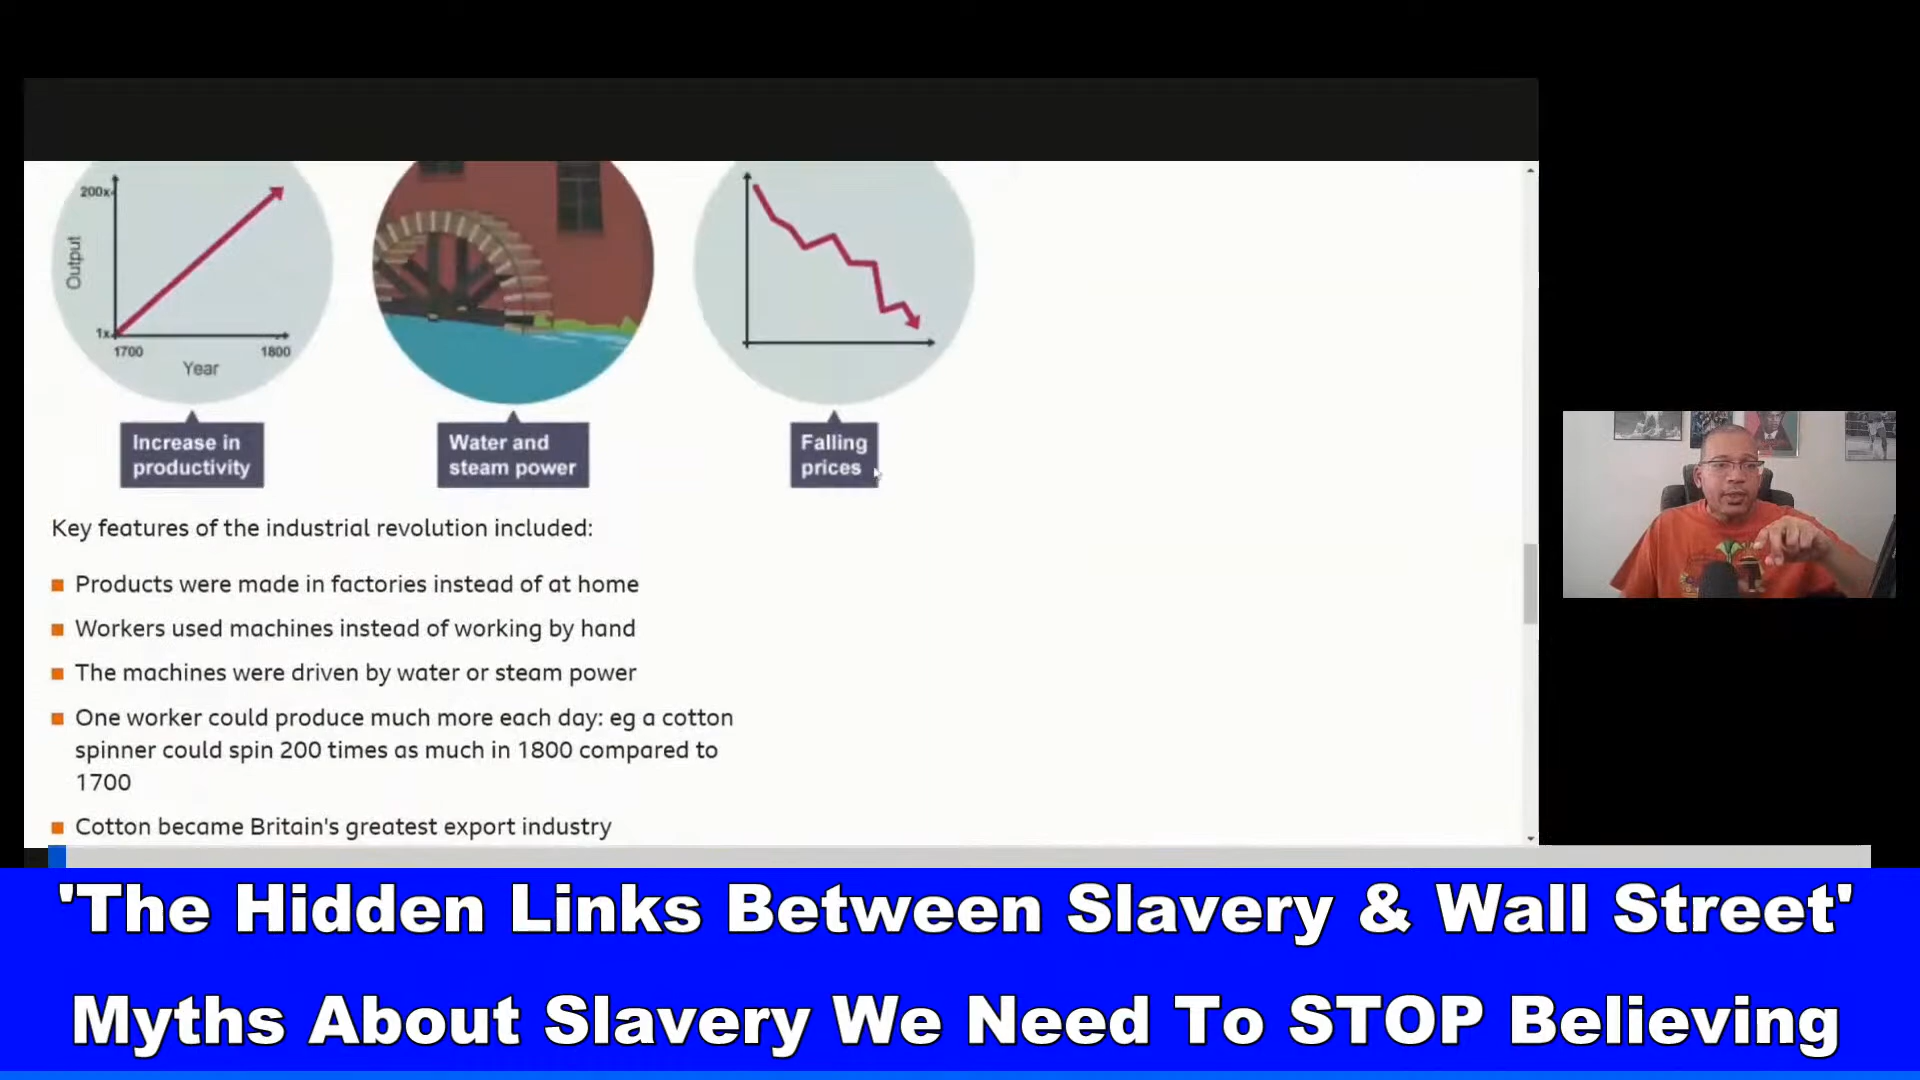 200x
Output
1x
1700
1800
Year
Increase in
productivity
Water and
steam power
Falling
prices
Key features of the industrial revolution included:
Products were made in factories instead of at home
Workers used machines instead of working by hand
The machines were driven by water or steam power
One worker could produce much more each day: eg a cotton
spinner could spin 200 times as much in 1800 compared to
1700
Cotton became Britain's greatest export industry
'The Hidden Links Between Slavery & Wall Street'
Myths About Slavery We Need To STOP Believing